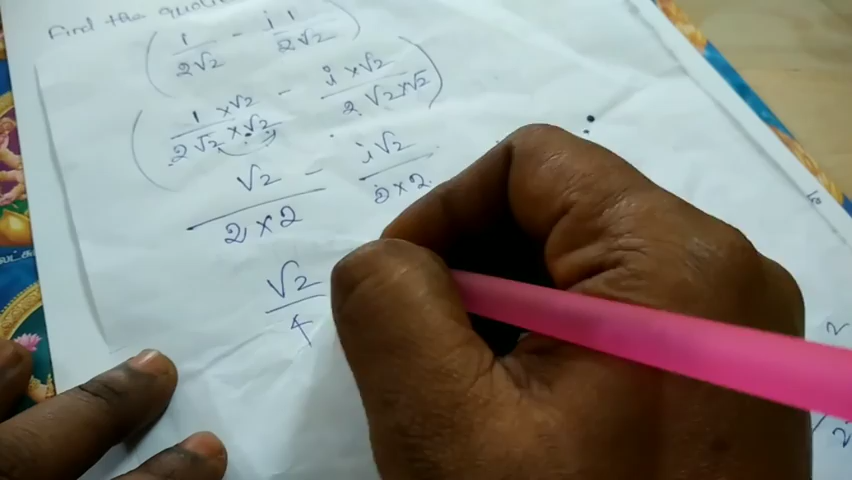 Find the
(1/2√2 - i 1/2√2)
(1×√2/2√2×√2 - i×√2/2√2×√2)
√2/2×2 - i√2/2×2
√2/4